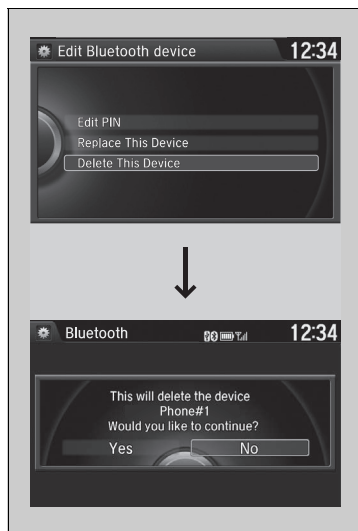 Edit Bluetooth device 12:34
Edit PIN
Replace This Device
Delete This Device
Bluetooth 12:34
This will delete the device
Phone#1
Would you like to continue?
Yes No